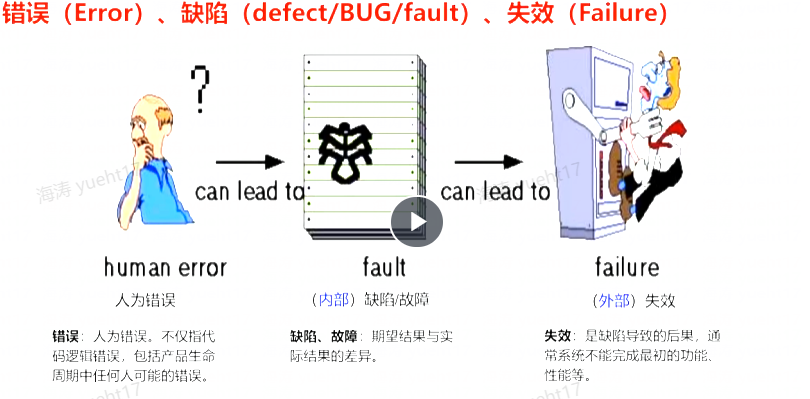 错误（Error）、缺陷（defect/BUG/fault）、失效（Failure）
?
can lead to
can lead to
海涛 yueht17
海涛 yueht17
human error
fault
failure
人为错误
（内部）缺陷/故障
（外部）失效
错误：人为错误。不仅指代
码逻辑错误，包括产品生命
周期中任何人可能的错误。
缺陷、故障：期望结果与实
际结果的差异。
失效：是缺陷导致的后果，通
常系统不能完成最初的功能、
性能等。
yueht17
yueht17